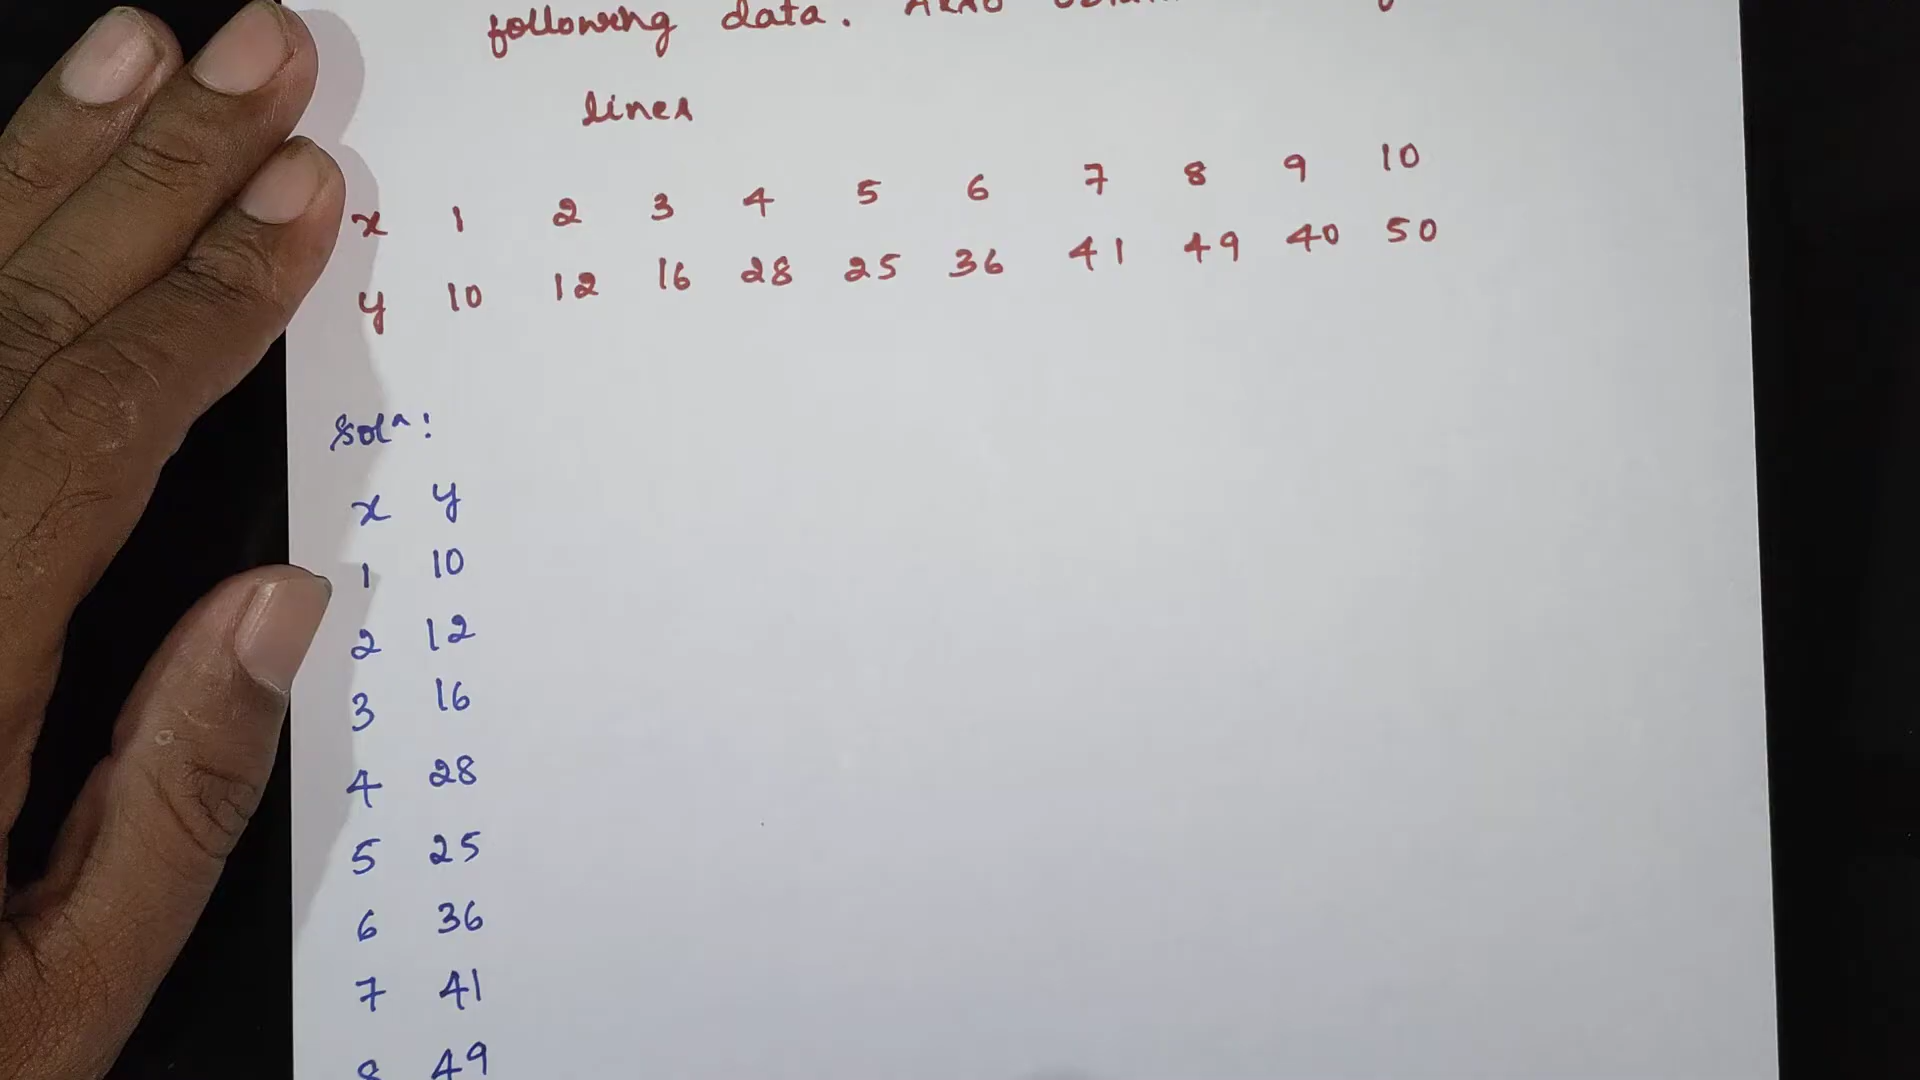 following data.
lines
x 1 2 3 4 5 6 7 8 9 10
y 10 12 16 28 25 36 41 49 40 50
Soln:
x y
1 10
2 12
3 16
4 28
5 25
6 36
7 41
8 49